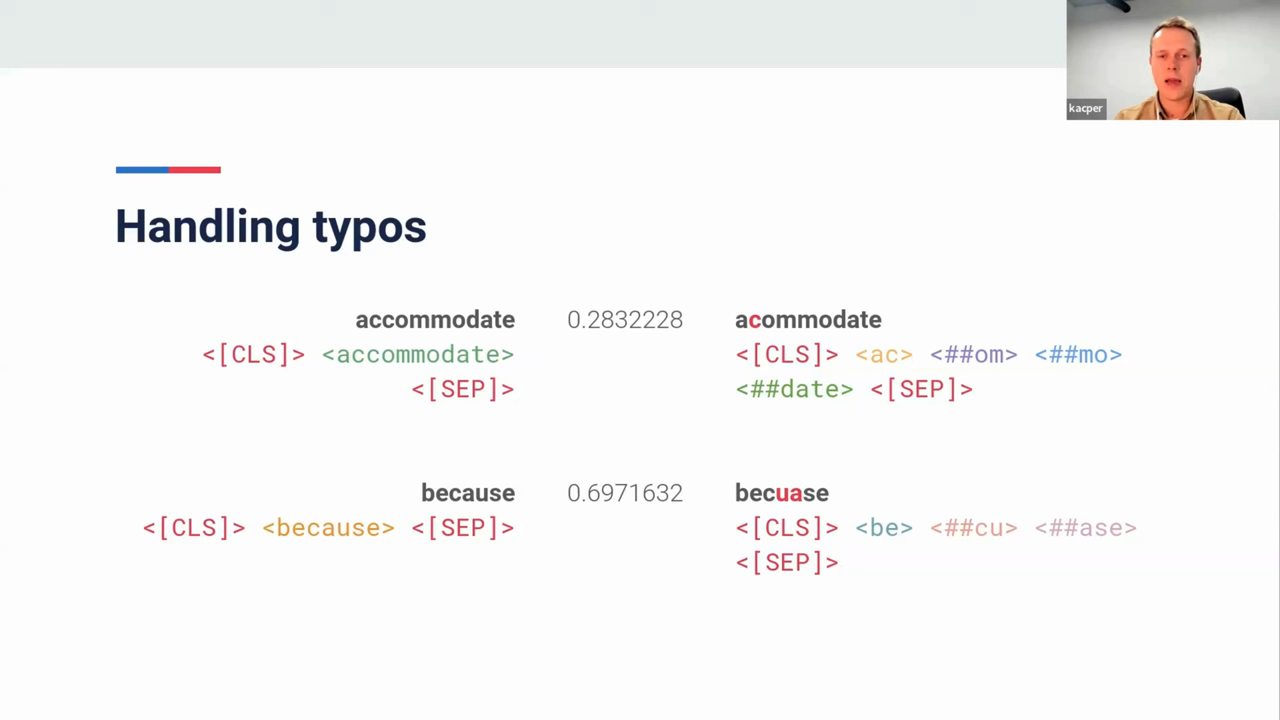 kacper
Handling typos
accommodate 0.2832228 acommodate
<[CLS]> <accommodate> <[CLS]> <ac> <##om> <##mo>
<[SEP]> <##date> <[SEP]>
because 0.6971632 becuase
<[CLS]> <because> <[SEP]> <[CLS]> <be> <##cu> <##ase>
<[SEP]>